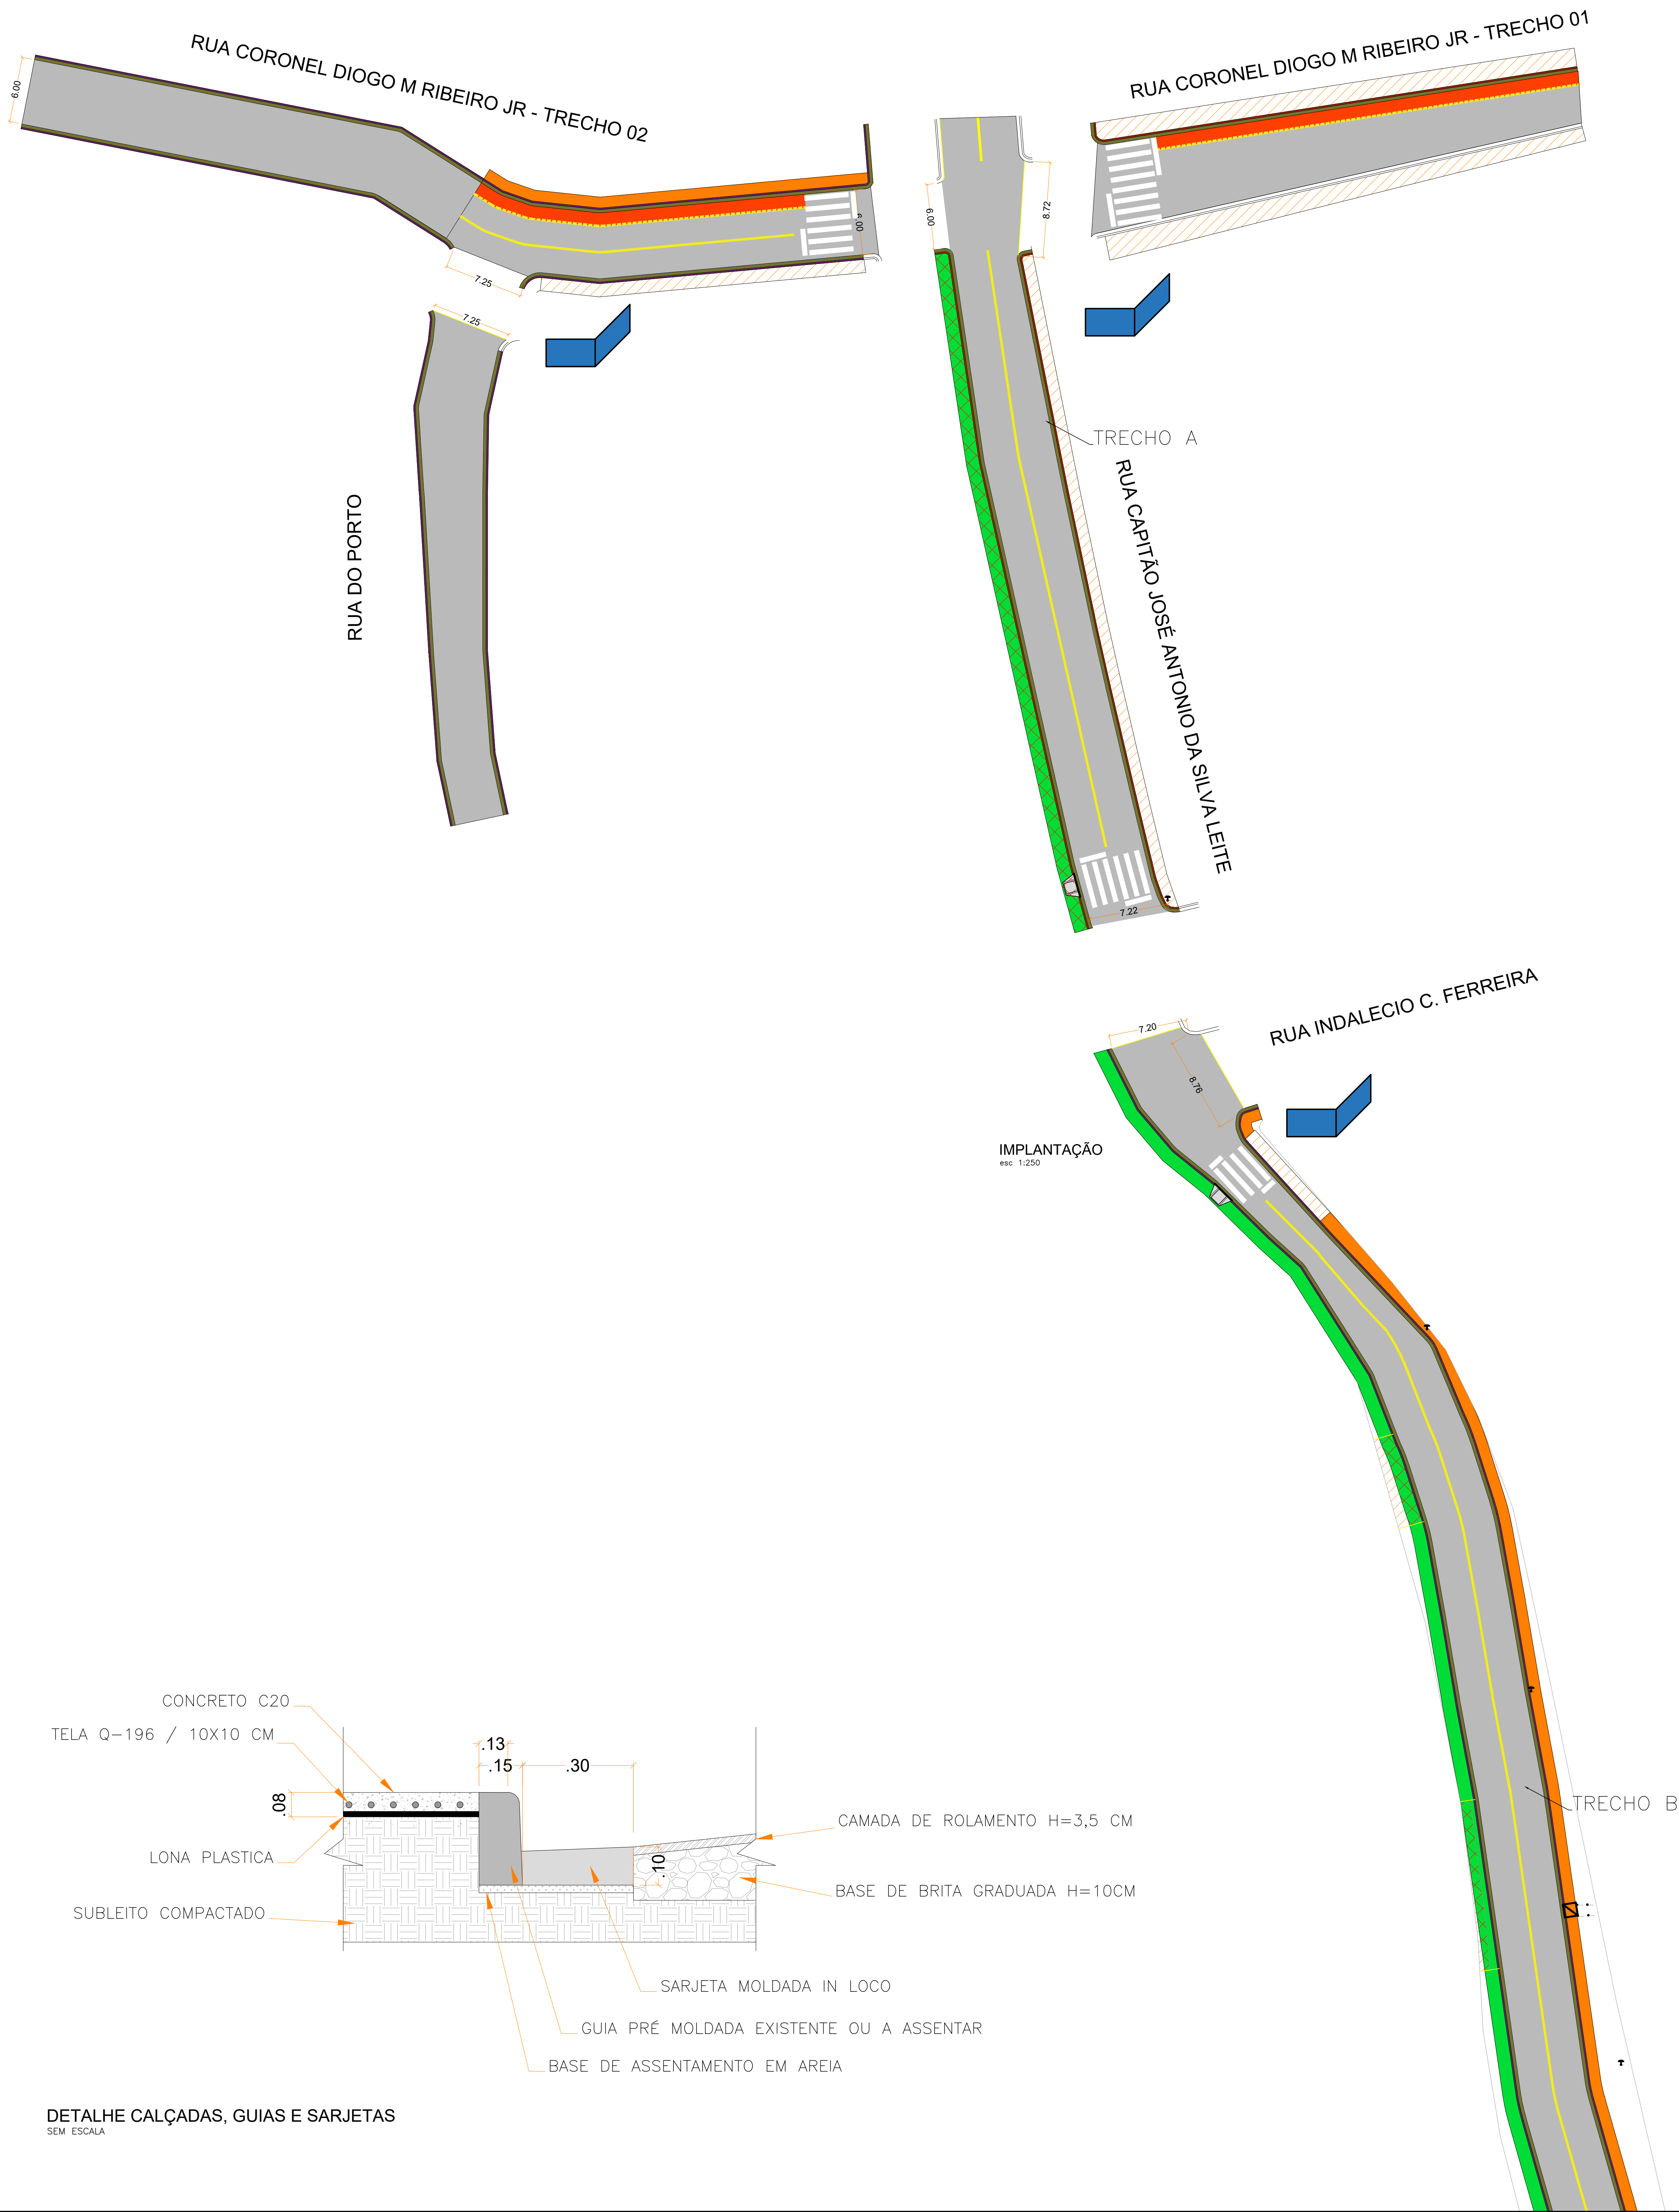 RUA CORONEL DIOGO M RIBEIRO JR - TRECHO 01
RUA CORONEL DIOGO M RIBEIRO JR - TRECHO 02
6.00
6.00
8.72
6.00
7.25
7.25
TRECHO A
RUA DO PORTO
RUA CAPITÃO JOSÉ ANTONIO DA SILVA LEITE
7.22
RUA INDALECIO C. FERREIRA
7.20
8.76
IMPLANTAÇÃO
esc 1:250
CONCRETO C20
TELA Q-196 / 10X10 CM
.13
.15
.30
.08
TRECHO B
CAMADA DE ROLAMENTO H=3,5 CM
LONA PLASTICA
.10
BASE DE BRITA GRADUADA H=10CM
SUBLEITO COMPACTADO
SARJETA MOLDADA IN LOCO
GUIA PRÉ MOLDADA EXISTENTE OU A ASSENTAR
BASE DE ASSENTAMENTO EM AREIA
DETALHE CALÇADAS, GUIAS E SARJETAS
SEM ESCALA